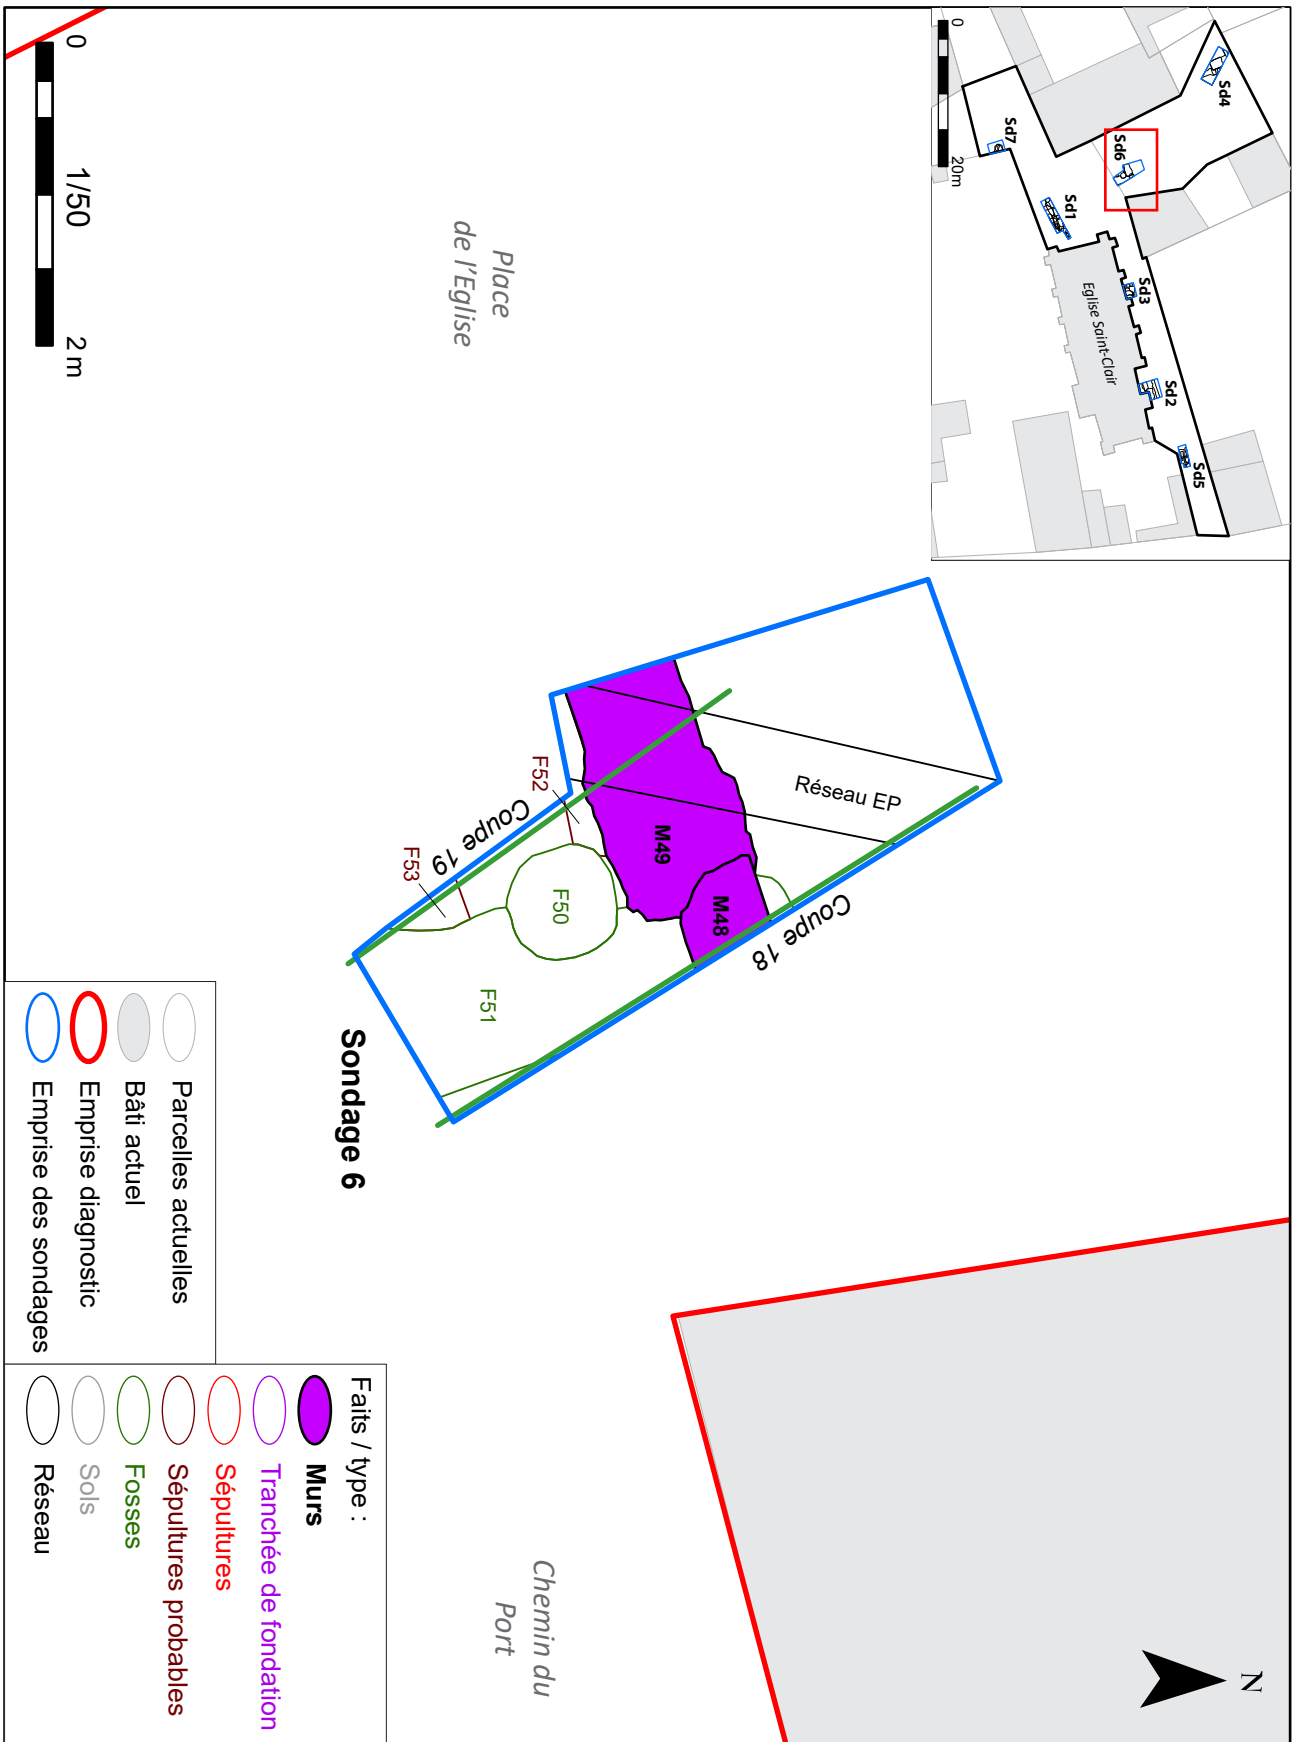 0
20m
Sd4
Sd6
Sd7
Sd1
Sd3
Sd2
Sd5
Eglise Saint-Clair
N
Réseau EP
M49
M48
Coupe 18
F52
F50
Coupe 19
F53
F51
Sondage 6
Place
de l'Eglise
Chemin du
Port
0
1/50
2 m
Parcelles actuelles
Bâti actuel
Emprise diagnostic
Emprise des sondages
Faits / type :
Murs
Tranchée de fondation
Sépultures
Sépultures probables
Fosses
Sols
Réseau